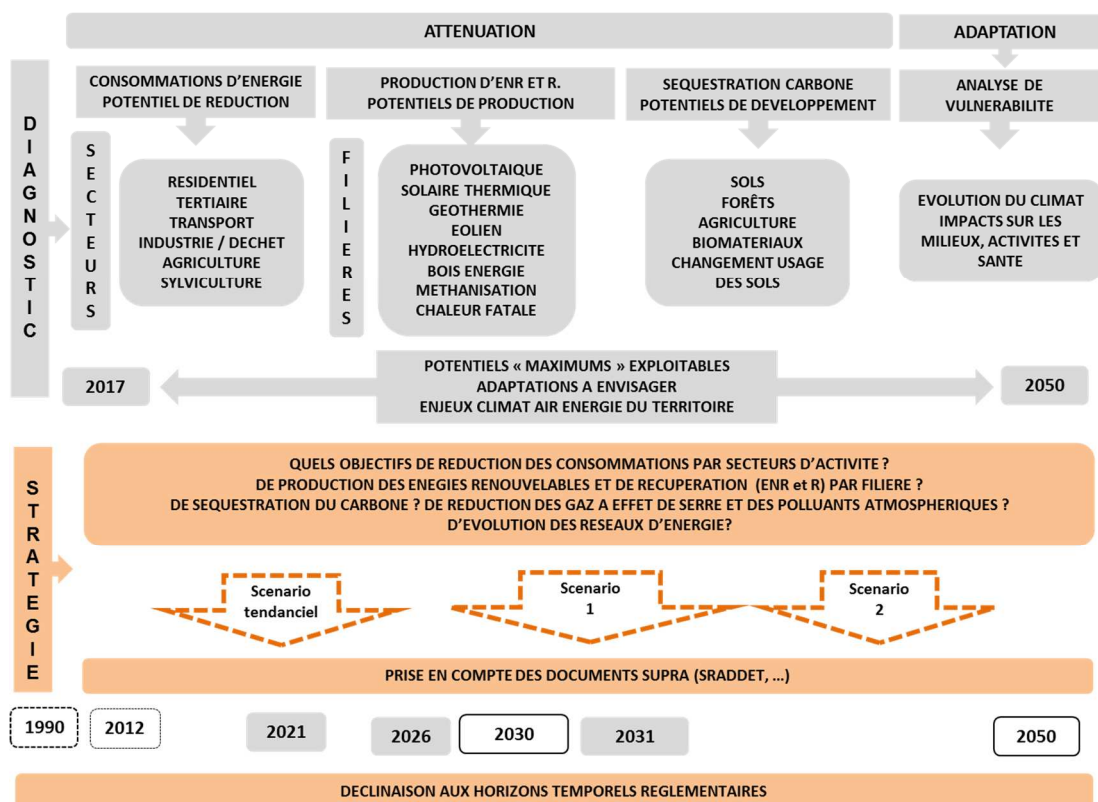 ATTENUATION
ADAPTATION
DIAGNOSTIC
CONSOMMATIONS D'ENERGIE
POTENTIEL DE REDUCTION
PRODUCTION D'ENR ET R.
POTENTIELS DE PRODUCTION
SEQUESTRATION CARBONE
POTENTIELS DE DEVELOPPEMENT
ANALYSE DE
VULNERABILITE
SECTEURS
RESIDENTIEL
TERTIAIRE
TRANSPORT
INDUSTRIE / DECHET
AGRICULTURE
SYLVICULTURE
FILIERES
PHOTOVOLTAIQUE
SOLAIRE THERMIQUE
GEOTHERMIE
EOLIEN
HYDROELECTRICITE
BOIS ENERGIE
METHANISATION
CHALEUR FATALE
SOLS
FORÊTS
AGRICULTURE
BIOMATERIAUX
CHANGEMENT USAGE
DES SOLS
EVOLUTION DU CLIMAT
IMPACTS SUR LES
MILIEUX, ACTIVITES ET
SANTE
2017
POTENTIELS « MAXIMUMS » EXPLOITABLES
ADAPTATIONS A ENVISAGER
ENJEUX CLIMAT AIR ENERGIE DU TERRITOIRE
2050
STRATEGIE
QUELS OBJECTIFS DE REDUCTION DES CONSOMMATIONS PAR SECTEURS D'ACTIVITE ?
DE PRODUCTION DES ENEGIES RENOUVELABLES ET DE RECUPERATION (ENR et R) PAR FILIERE ?
DE SEQUESTRATION DU CARBONE ? DE REDUCTION DES GAZ A EFFET DE SERRE ET DES POLLUANTS ATMOSPHERIQUES ?
D'EVOLUTION DES RESEAUX D'ENERGIE?
Scenario
tendanciel
Scenario
1
Scenario
2
PRISE EN COMPTE DES DOCUMENTS SUPRA (SRADDET, ...)
1990
2012
2021
2026
2030
2031
2050
DECLINAISON AUX HORIZONS TEMPORELS REGLEMENTAIRES